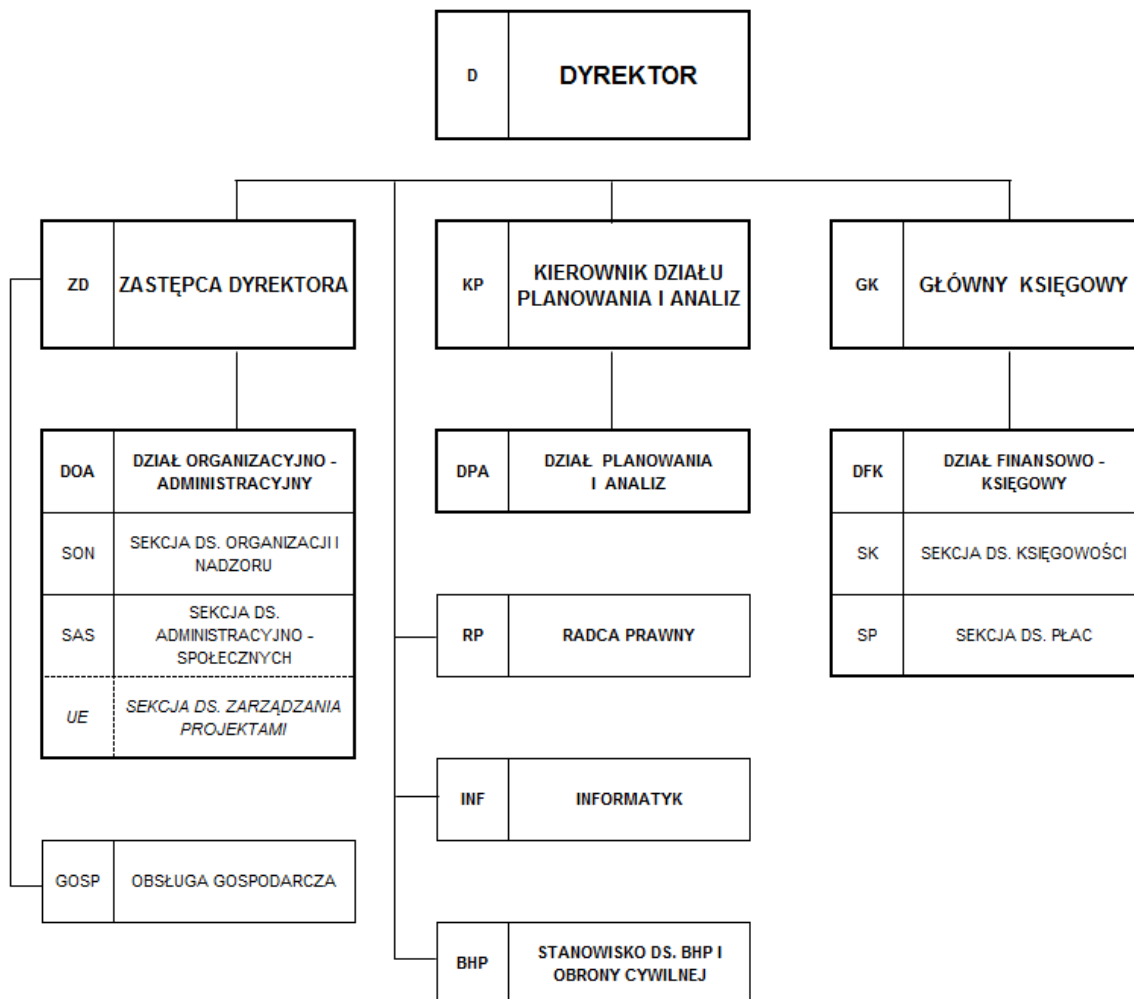 D DYREKTOR
ZD ZASTĘPCA DYREKTORA
KP KIEROWNIK DZIAŁU
PLANOWANIA I ANALIZ
GK GŁÓWNY KSIĘGOWY
DOA DZIAŁ ORGANIZACYJNO -
ADMINISTRACYJNY
SON SEKCJA DS. ORGANIZACJI I
NADZORU
SAS SEKCJA DS.
ADMINISTRACYJNO -
SPOŁECZNYCH
UE SEKCJA DS. ZARZĄDZANIA
PROJEKTAMI
GOSP OBSŁUGA GOSPODARCZA
DPA DZIAŁ PLANOWANIA
I ANALIZ
RP RADCA PRAWNY
INF INFORMATYK
BHP STANOWISKO DS. BHP I
OBRONY CYWILNEJ
DFK DZIAŁ FINANSOWO -
KSIĘGOWY
SK SEKCJA DS. KSIĘGOWOŚCI
SP SEKCJA DS. PŁAC